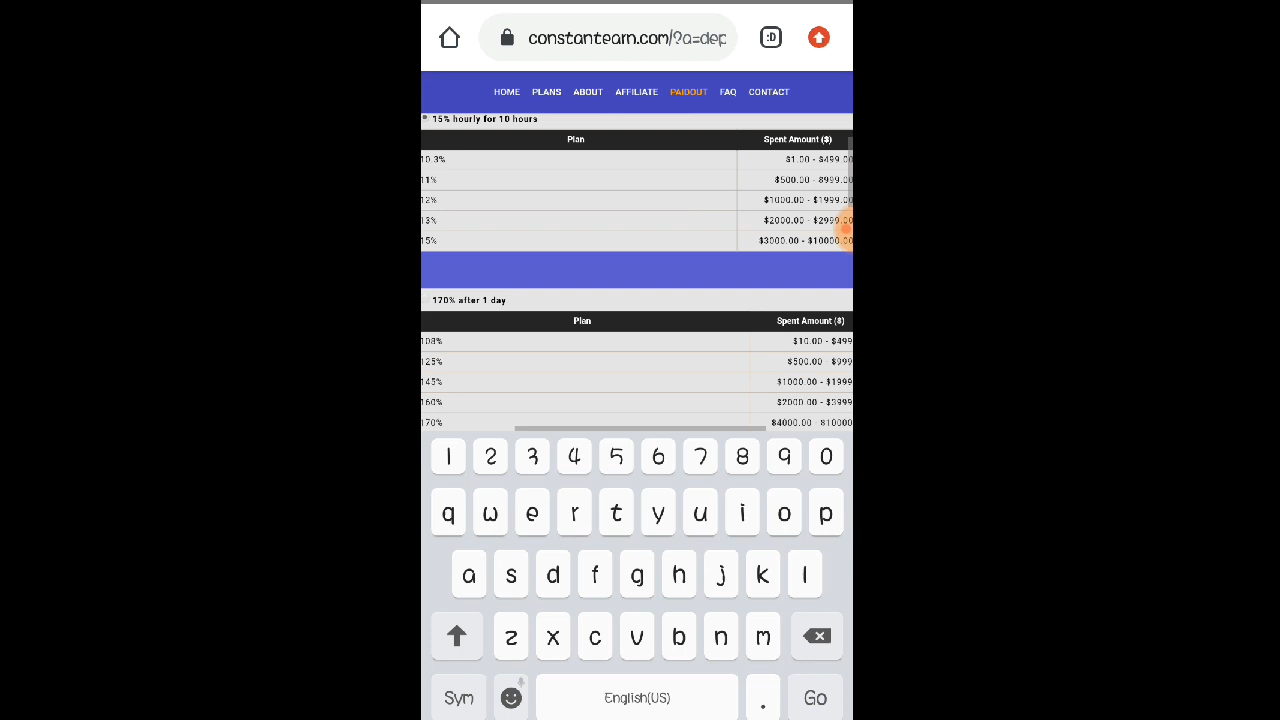 constantearn.com/?a=dep :D
HOME PLANS ABOUT AFFILIATE PAIDOUT FAQ CONTACT
15% hourly for 10 hours
Plan Spent Amount ($)
10.3% $1.00 - $499.00
11% $500.00 - $999.00
12% $1000.00 - $1999.00
13% $2000.00 - $2999.00
15% $3000.00 - $10000.00
170% after 1 day
Plan Spent Amount ($)
108% $10.00 - $499
125% $500.00 - $999
145% $1000.00 - $1999
160% $2000.00 - $3999
170% $4000.00 - $10000
1 2 3 4 5 6 7 8 9 0
q w e r t y u i o p
a s d f g h j k l
z x c v b n m
Sym English(US) . Go